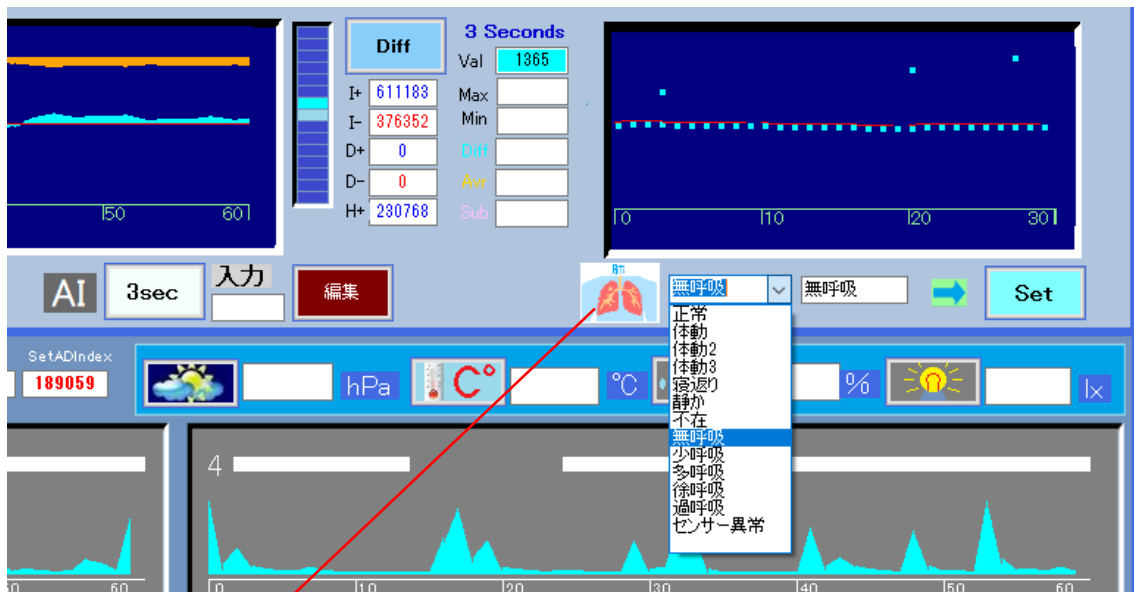 Diff
3 Seconds
Val 1365
I+ 611183
Max
I- 376352
Min
D+ 0
Diff
D- 0
Avr
H+ 230768
Sub
50 60
0 10 20 30
AI
3sec
入力
編集
肺
無呼吸
無呼吸
Set
正常
体動
体動2
体動3
寝返り
静か
不在
無呼吸
少呼吸
多呼吸
徐呼吸
過呼吸
センサー異常
SetADIndex
189059
hPa
C°
℃
%
lx
4
60
0 10 20 30 40 50 60